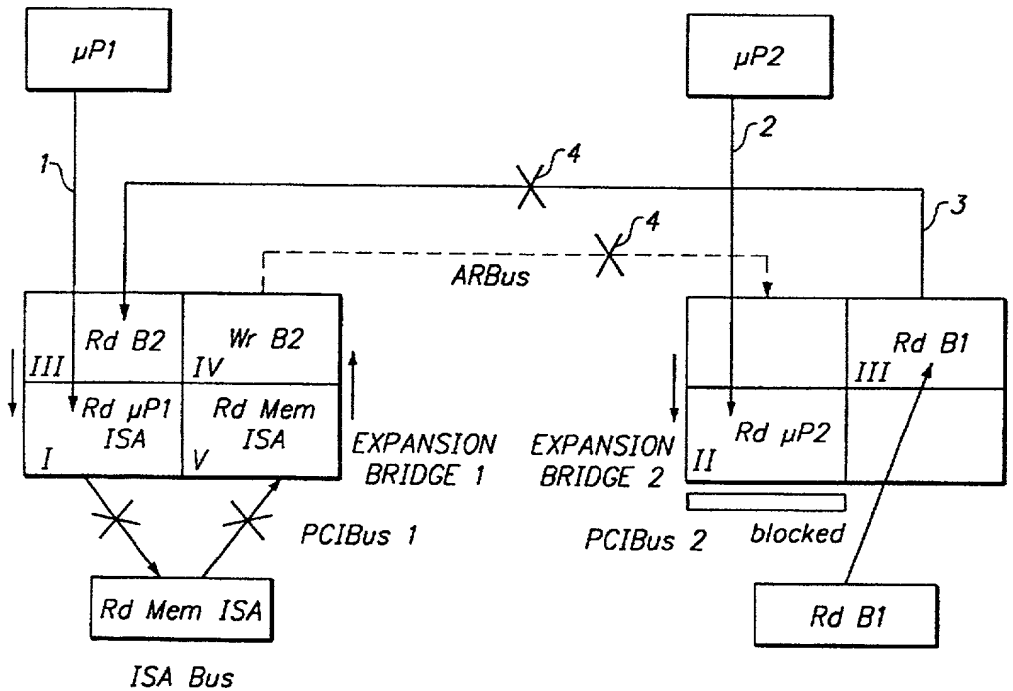 μP1
μP2
1
2
4
3
4
ARBus
Rd B2
III
Wr B2
IV
Rd B1
III
Rd μP1
ISA
I
Rd Mem
ISA
V
EXPANSION
BRIDGE 1
EXPANSION
BRIDGE 2
Rd μP2
II
PCIBus 1
PCIBus 2
blocked
Rd Mem ISA
Rd B1
ISA Bus